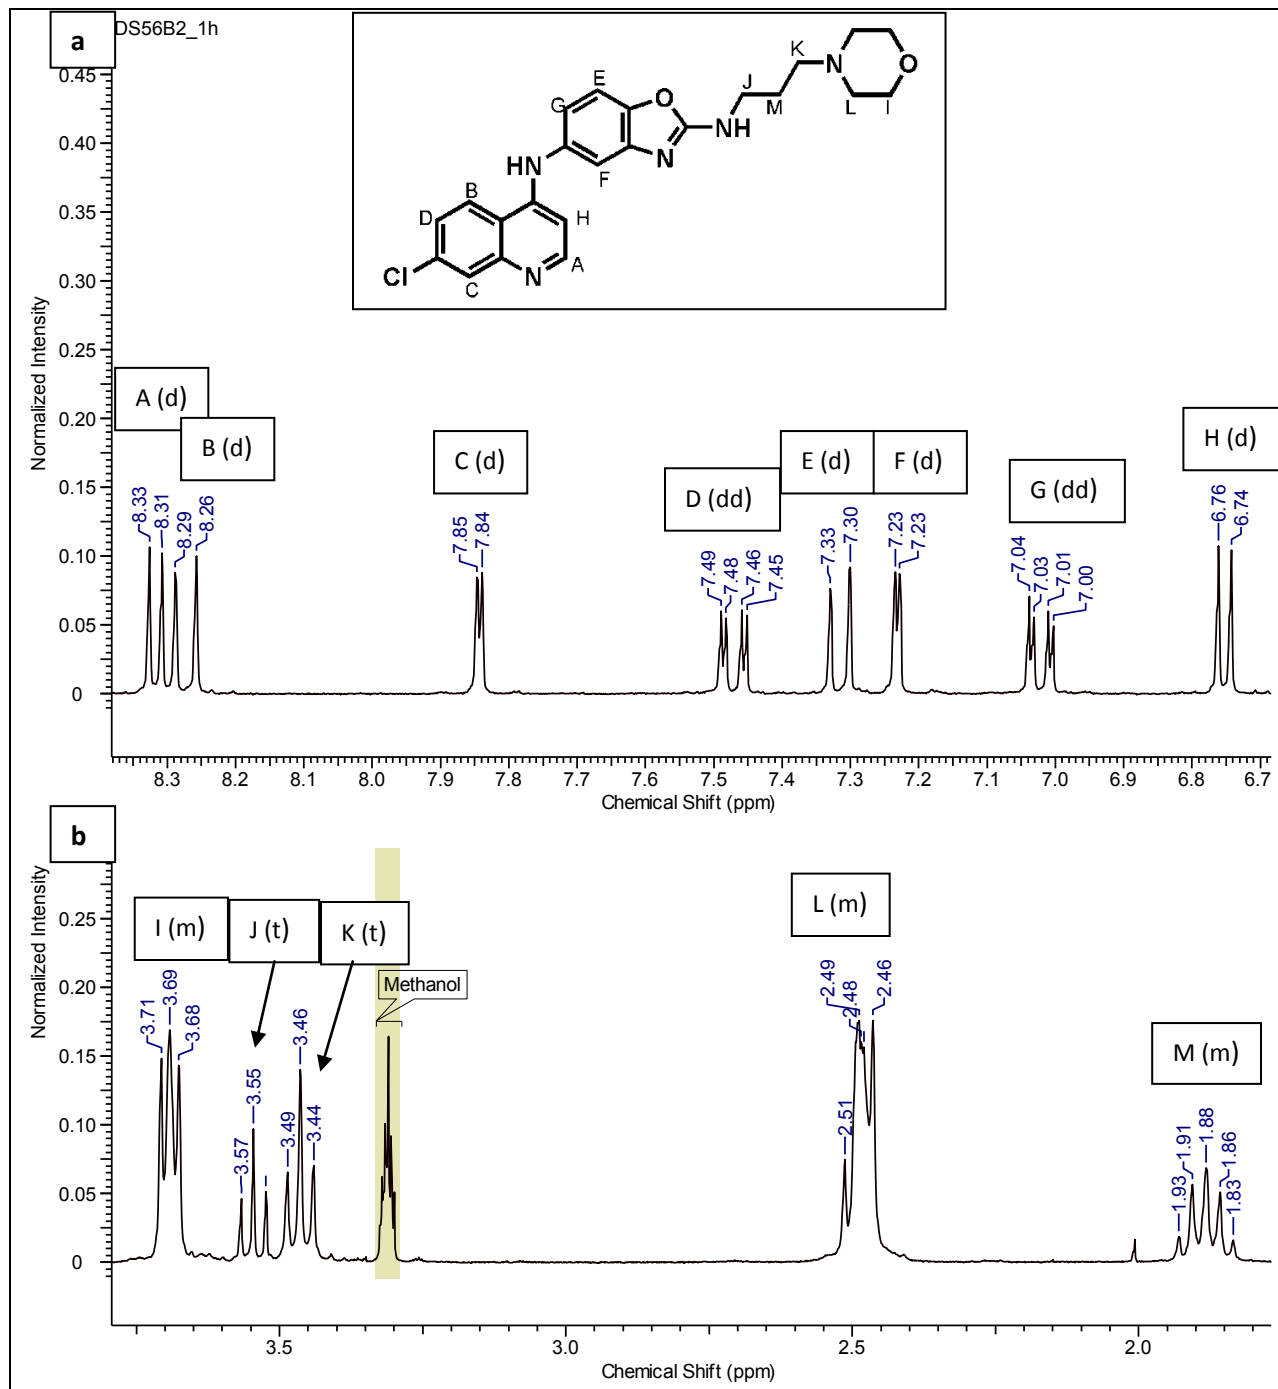 a
DS56B2_1h
0.45
0.40
0.35
0.30
0.25
0.20
0.15
0.10
0.05
0
Normalized Intensity
K
N
O
J
M
L
I
E
O
G
NH
N
HN
F
B
D
H
Cl
N
A
C
A (d)
B (d)
C (d)
D (dd)
E (d)
F (d)
G (dd)
H (d)
8.33
8.31
8.29
8.26
7.85
7.84
7.49
7.48
7.46
7.45
7.33
7.30
7.23
7.23
7.04
7.03
7.01
7.00
6.76
6.74
8.3 8.2 8.1 8.0 7.9 7.8 7.7 7.6 7.5 7.4 7.3 7.2 7.1 7.0 6.9 6.8 6.7
Chemical Shift (ppm)
b
0.25
0.20
0.15
0.10
0.05
0
Normalized Intensity
I (m)
J (t)
K (t)
Methanol
L (m)
M (m)
3.71
3.69
3.68
3.57
3.55
3.49
3.46
3.44
2.51
2.49
2.48
2.46
1.93
1.91
1.88
1.86
1.83
3.5 3.0 2.5 2.0
Chemical Shift (ppm)